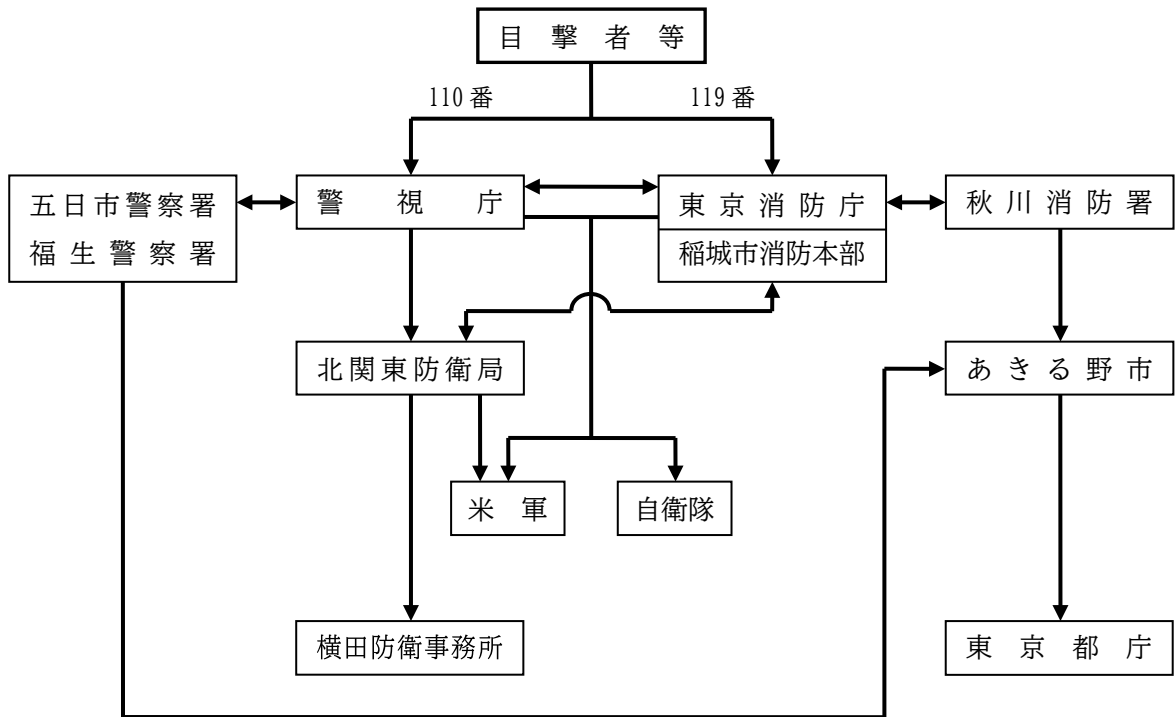 目撃者等
110番
119番
五日市警察署
福生警察署
警視庁
東京消防庁
稲城市消防本部
秋川消防署
北関東防衛局
あきる野市
米軍
自衛隊
横田防衛事務所
東京都庁